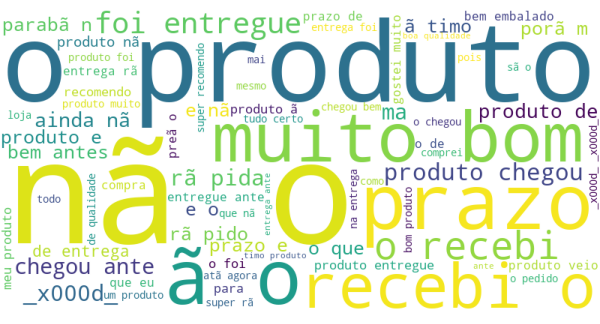 parabã n
foi entregue
prazo de
entrega foi
ã timo
bem embalado
boa qualidade
porã m
produto nã
produto foi
entrega rã
o produto
super recomendo
mai
gostei muito
pois
são o
recomendo
produto muito
mesmo
loja
ainda nã
e nã
produto ã
chegou bem
ma
o chegou
produto de
_x000d_
produto e
preã o
tudo certo
muito bom
o de
comprei
bem antes
nã o
rã pida
produto chegou
_x000d_
todo
de qualidade
compra
entregue ante
entrega ante
na entrega
como
prazo
meu produto
rã pido
e o
que nã
bom produto
o recebi
de entrega
prazo e
o que
chegou ante
ã o
o foi
timo produto
produto entregue
ante
produto veio
_x000d_
que eu
um produto
atã agora
para
super rã
recebi o
o pedido